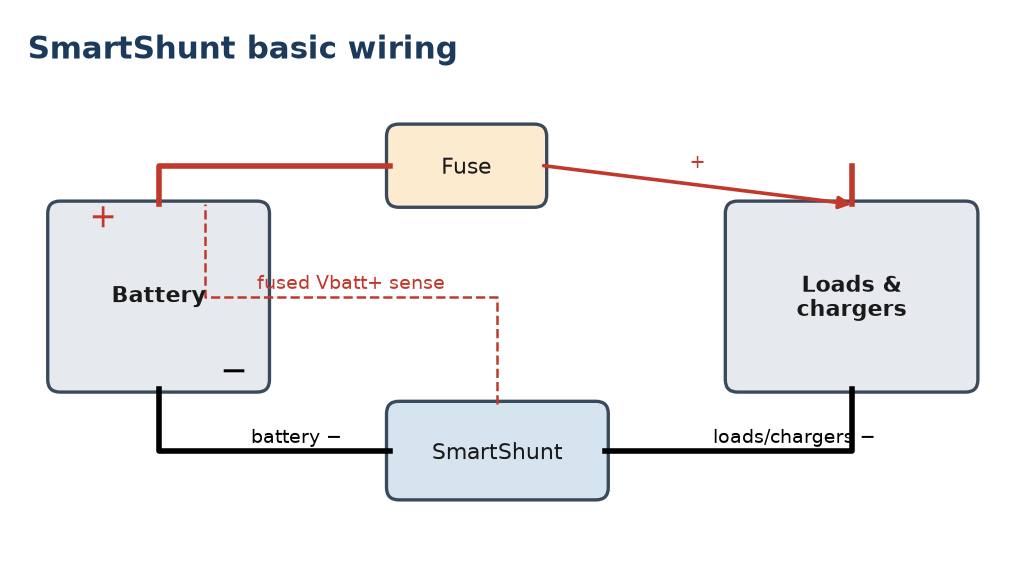 SmartShunt basic wiring
Fuse
+
+
fused Vbatt+ sense
Battery
Loads &
chargers
−
battery −
SmartShunt
loads/chargers −